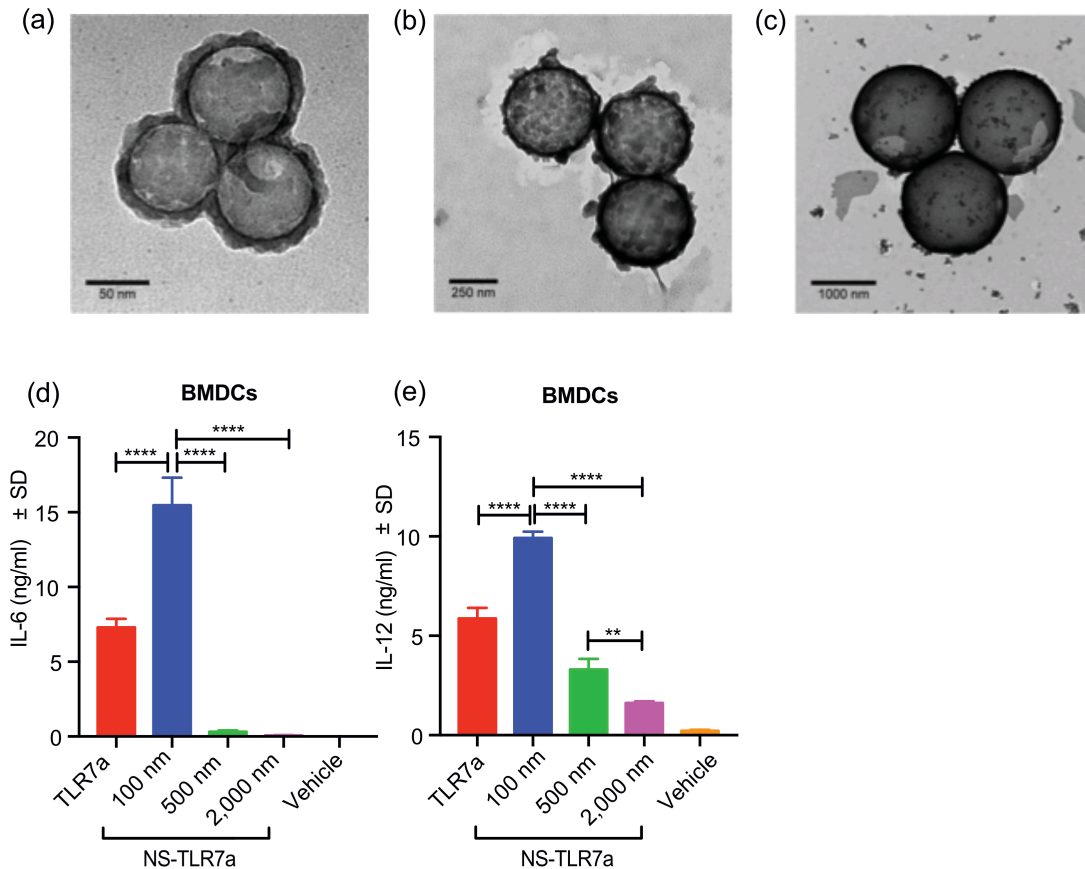 (a)
(b)
(c)
50 nm
250 nm
1000 nm
(d)
BMDCs
IL-6 (ng/ml) ± SD
20
15
10
5
0
****
****
****
TLR7a
100 nm
500 nm
2,000 nm
Vehicle
NS-TLR7a
(e)
BMDCs
IL-12 (ng/ml) ± SD
15
10
5
0
****
****
****
**
TLR7a
100 nm
500 nm
2,000 nm
Vehicle
NS-TLR7a